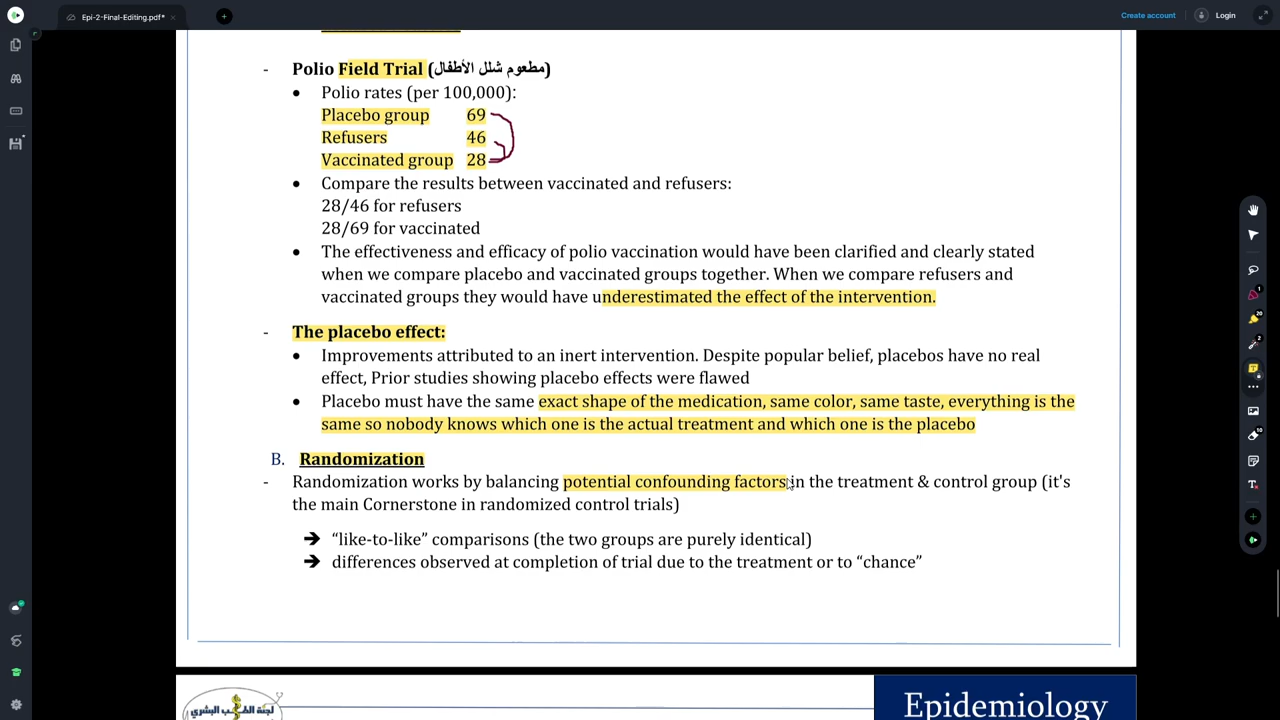 Epi-2-Final-Editing.pdf*
Create account
Login
- Polio Field Trial (مطعوم شلل الأطفال)
• Polio rates (per 100,000):
Placebo group 69
Refusers 46
Vaccinated group 28
• Compare the results between vaccinated and refusers:
28/46 for refusers
28/69 for vaccinated
• The effectiveness and efficacy of polio vaccination would have been clarified and clearly stated
when we compare placebo and vaccinated groups together. When we compare refusers and
vaccinated groups they would have underestimated the effect of the intervention.
- The placebo effect:
• Improvements attributed to an inert intervention. Despite popular belief, placebos have no real
effect, Prior studies showing placebo effects were flawed
• Placebo must have the same exact shape of the medication, same color, same taste, everything is the
same so nobody knows which one is the actual treatment and which one is the placebo
B. Randomization
- Randomization works by balancing potential confounding factors in the treatment & control group (it's
the main Cornerstone in randomized control trials)
➔ “like-to-like” comparisons (the two groups are purely identical)
➔ differences observed at completion of trial due to the treatment or to “chance”
لجنة الطب البشري
Epidemiology